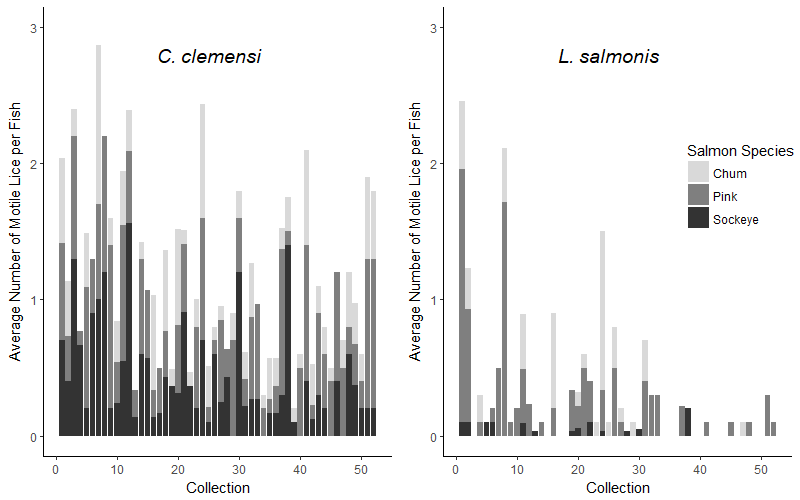 C. clemensi
Average Number of Motile Lice per Fish
3
2
1
0
0 10 20 30 40 50
Collection
L. salmonis
Average Number of Motile Lice per Fish
3
2
1
0
0 10 20 30 40 50
Collection
Salmon Species
Chum
Pink
Sockeye